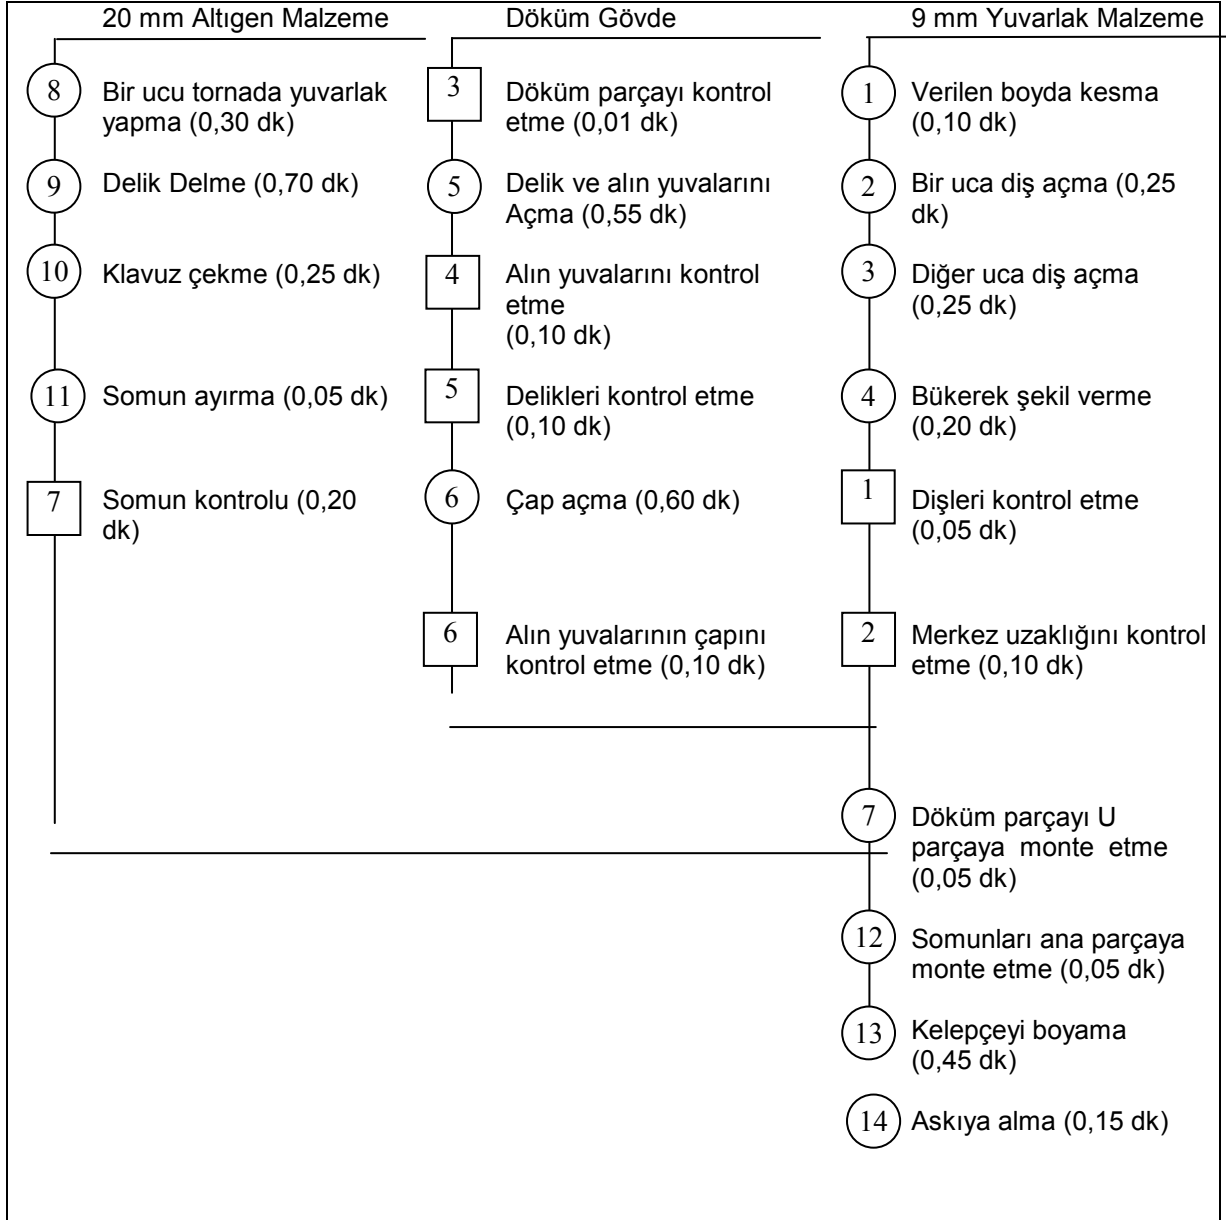 20 mm Altıgen Malzeme
8
Bir ucu tornada yuvarlak
yapma (0,30 dk)
9
Delik Delme (0,70 dk)
10
Klavuz çekme (0,25 dk)
11
Somun ayırma (0,05 dk)
7
Somun kontrolu (0,20
dk)
Döküm Gövde
3
Döküm parçayı kontrol
etme (0,01 dk)
5
Delik ve alın yuvalarını
Açma (0,55 dk)
4
Alın yuvalarını kontrol
etme
(0,10 dk)
5
Delikleri kontrol etme
(0,10 dk)
6
Çap açma (0,60 dk)
6
Alın yuvalarının çapını
kontrol etme (0,10 dk)
9 mm Yuvarlak Malzeme
1
Verilen boyda kesma
(0,10 dk)
2
Bir uca diş açma (0,25
dk)
3
Diğer uca diş açma
(0,25 dk)
4
Bükerek şekil verme
(0,20 dk)
1
Dişleri kontrol etme
(0,05 dk)
2
Merkez uzaklığını kontrol
etme (0,10 dk)
7
Döküm parçayı U
parçaya monte etme
(0,05 dk)
12
Somunları ana parçaya
monte etme (0,05 dk)
13
Kelepçeyi boyama
(0,45 dk)
14
Askıya alma (0,15 dk)